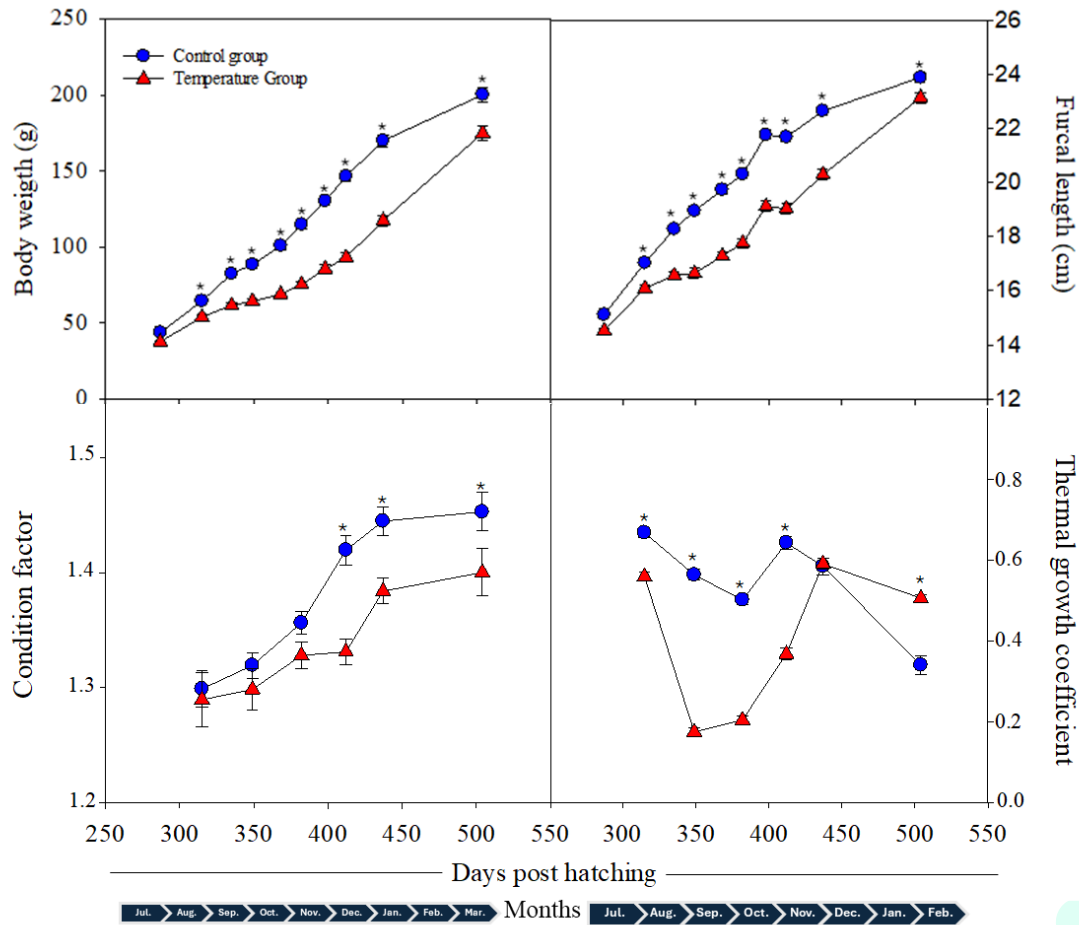 250
200
150
100
50
0
Body weigth (g)
Control group
Temperature Group
* * * * * * * * *
* * * * * * * * *
26
24
22
20
18
16
14
12
Furcal length (cm)
1.5
1.4
1.3
1.2
Condition factor
* * *
* * * * *
0.8
0.6
0.4
0.2
0.0
Thermal growth coefficient
250 300 350 400 450 500 550 300 350 400 450 500 550
Days post hatching
Jul. Aug. Sep. Oct. Nov. Dec. Jan. Feb. Mar. Months Jul. Aug. Sep. Oct. Nov. Dec. Jan. Feb.